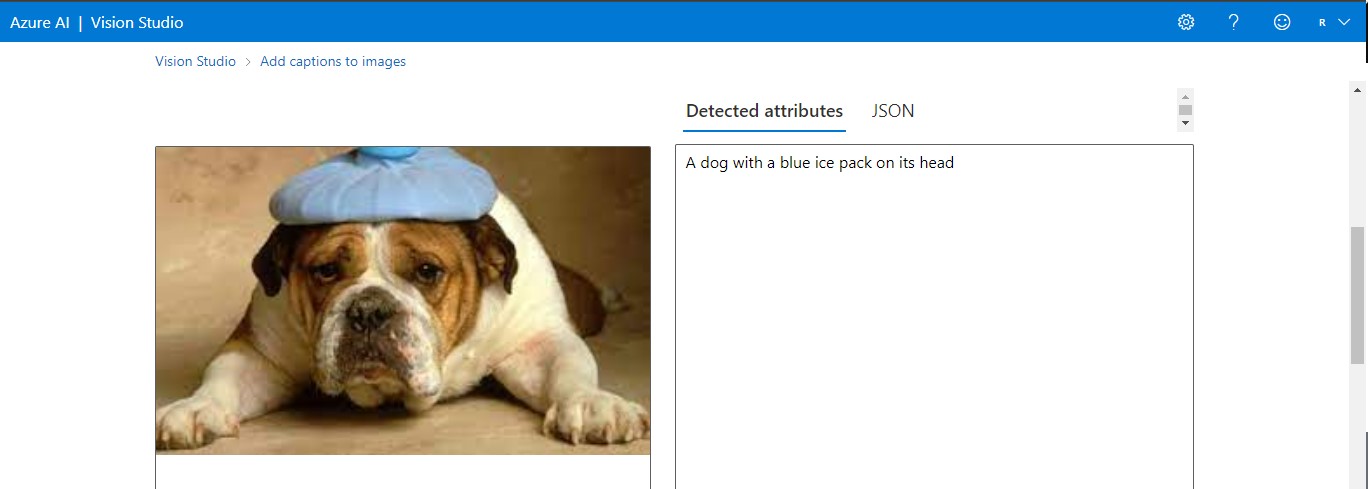 Azure AI | Vision Studio
R
Vision Studio > Add captions to images
Detected attributes JSON
A dog with a blue ice pack on its head